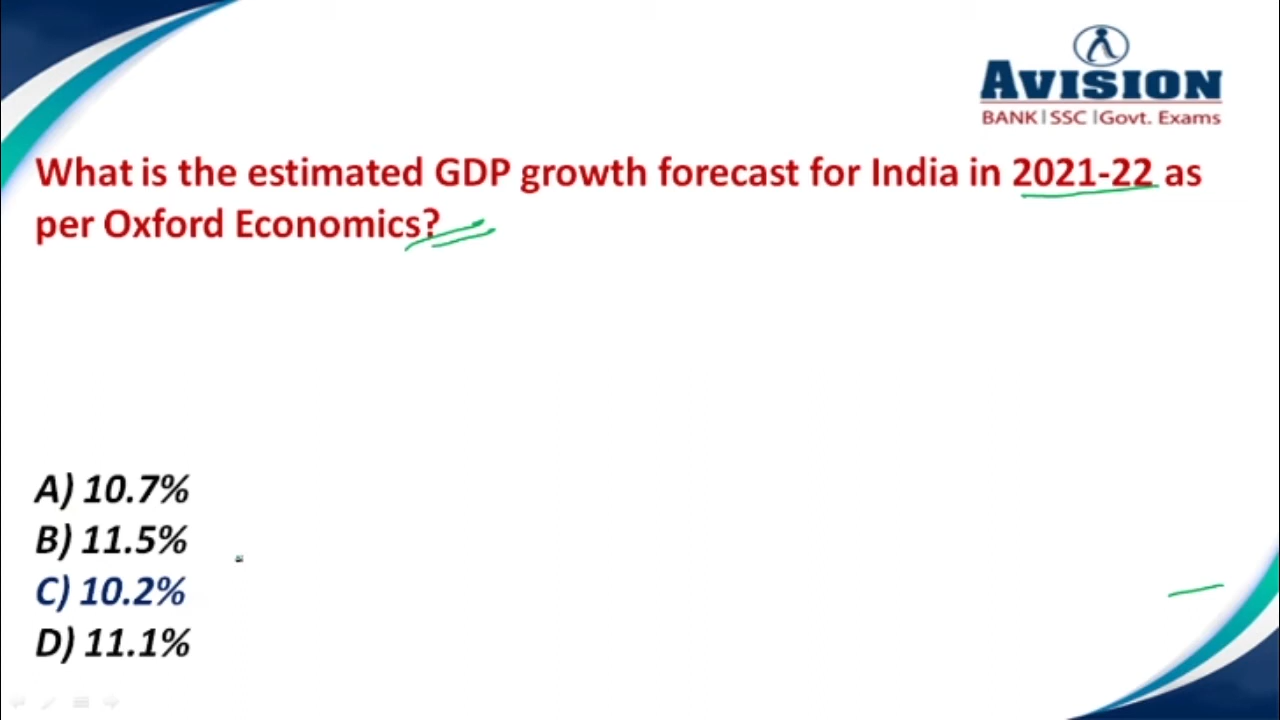 AVISION
BANK | SSC | Govt. Exams
What is the estimated GDP growth forecast for India in 2021-22 as
per Oxford Economics?
A) 10.7%
B) 11.5%
C) 10.2%
D) 11.1%